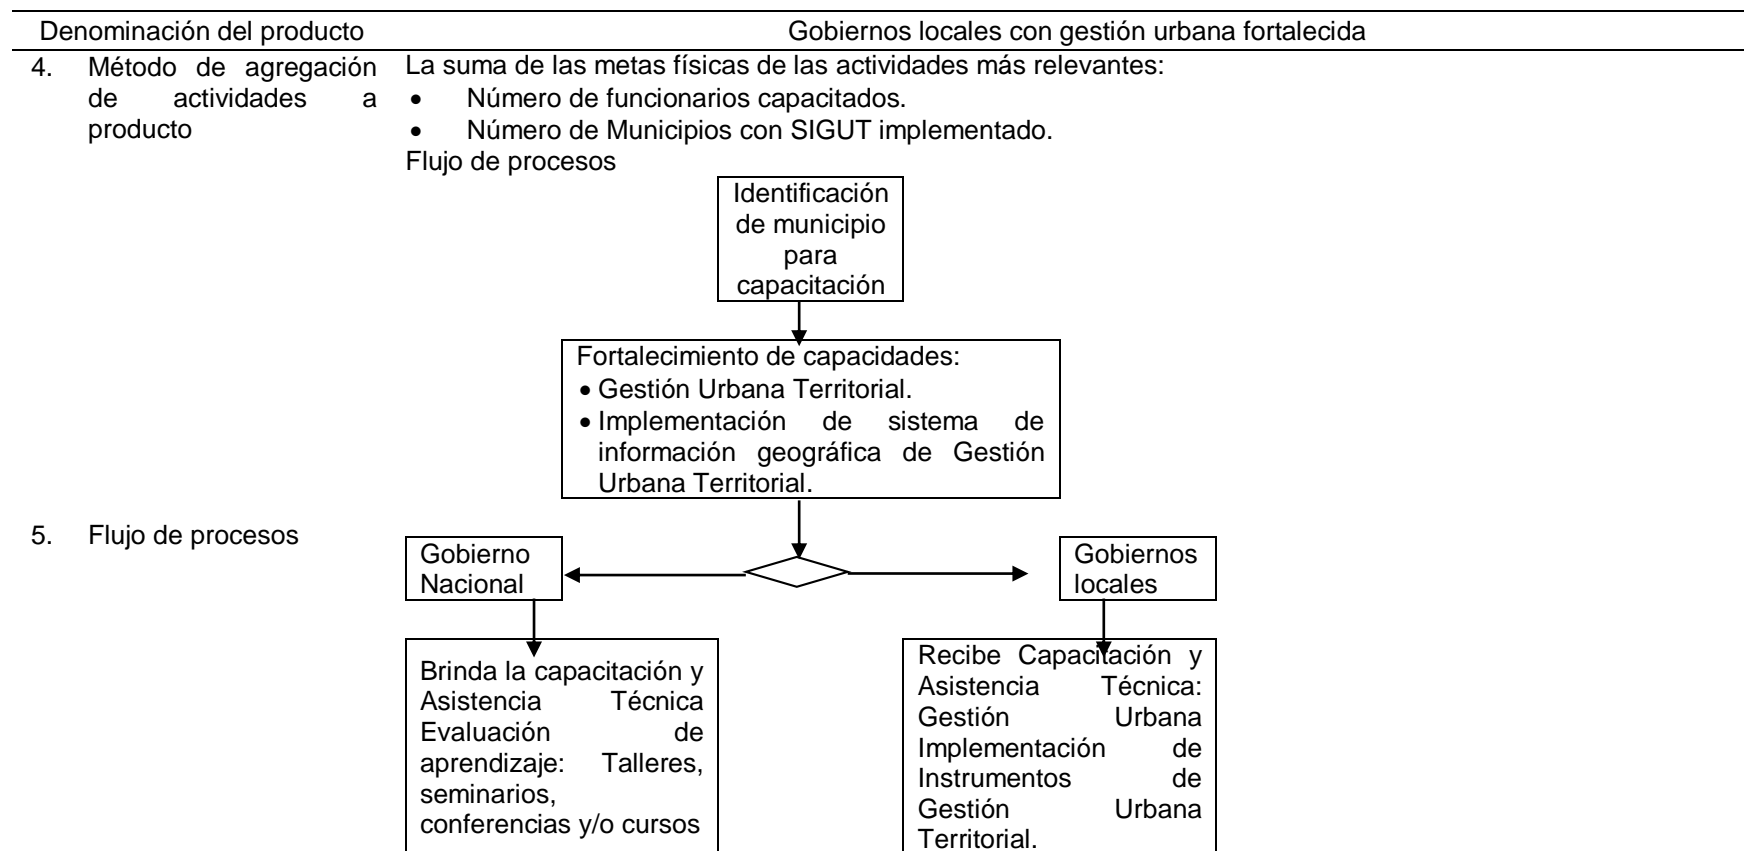 Denominación del producto
Gobiernos locales con gestión urbana fortalecida
4. Método de agregación
de actividades a
producto
La suma de las metas físicas de las actividades más relevantes:
• Número de funcionarios capacitados.
• Número de Municipios con SIGUT implementado.
Flujo de procesos
Identificación
de municipio
para
capacitación
Fortalecimiento de capacidades:
• Gestión Urbana Territorial.
• Implementación de sistema de
información geográfica de Gestión
Urbana Territorial.
5. Flujo de procesos
Gobierno
Nacional
Gobiernos
locales
Brinda la capacitación y
Asistencia Técnica
Evaluación de
aprendizaje: Talleres,
seminarios,
conferencias y/o cursos
Recibe Capacitación y
Asistencia Técnica:
Gestión Urbana
Implementación de
Instrumentos de
Gestión Urbana
Territorial.